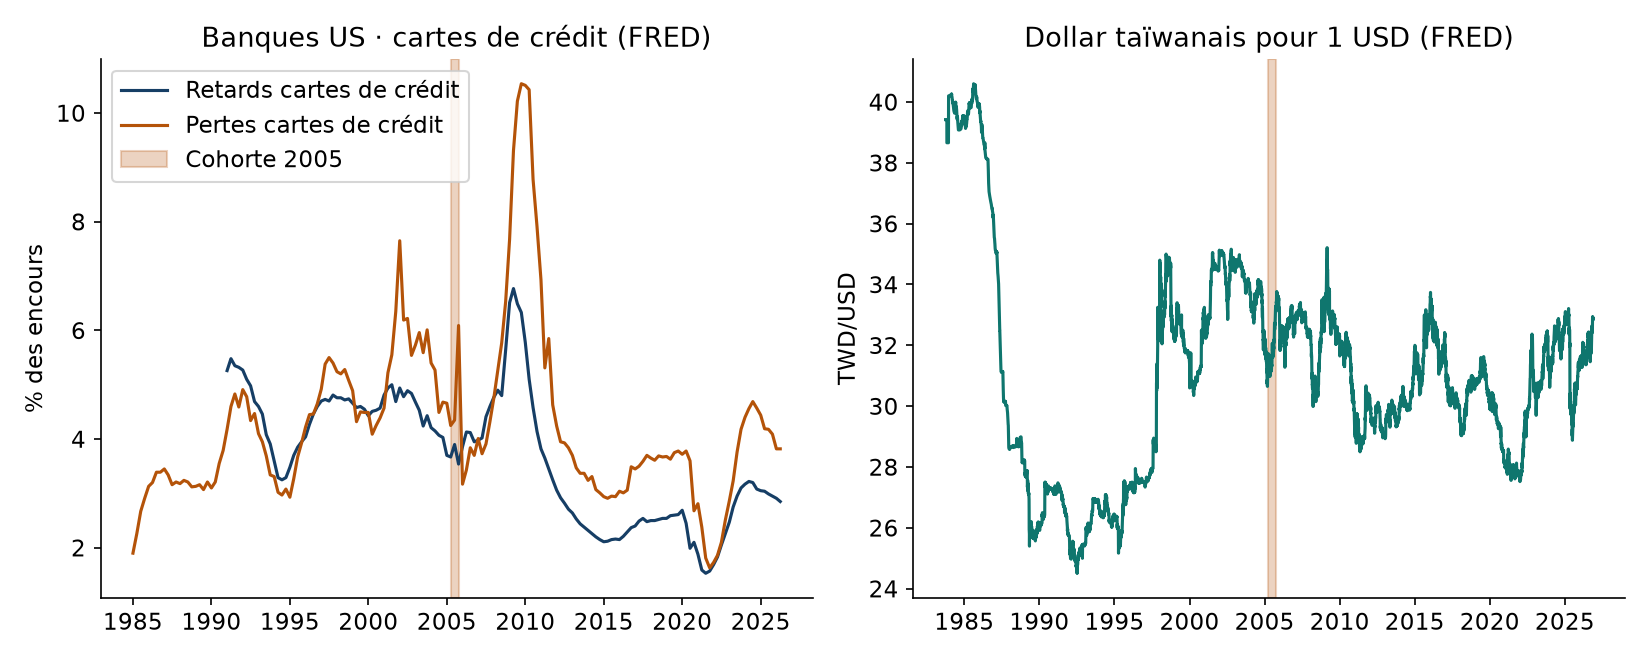 Banques US · cartes de crédit (FRED)
Retards cartes de crédit
Pertes cartes de crédit
Cohorte 2005
% des encours
10
8
6
4
2
1985 1990 1995 2000 2005 2010 2015 2020 2025
Dollar taïwanais pour 1 USD (FRED)
TWD/USD
40
38
36
34
32
30
28
26
24
1985 1990 1995 2000 2005 2010 2015 2020 2025